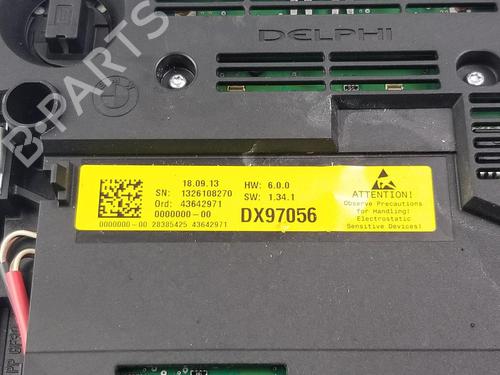 DELPHI
B-PARTS
18.09.13
SN: 1326108270
Ord: 43642971
0000000-00
0000000-00 28385425 43642971
HW: 6.0.0
SW: 1.34.1
DX97056
ATTENTION!
Observe Precautions
for Handling!
Electrostatic
Sensitive Devices!